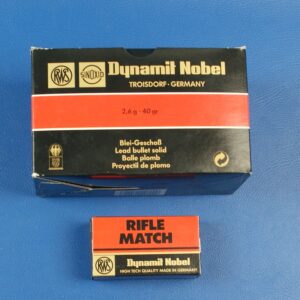 RWS
SINOXID
Dynamit Nobel
TROISDORF · GERMANY
2,6 g · 40 gr.
Blei-Geschoß
Lead bullet solid
Balle plomb
Proyectil de plomo
RIFLE
MATCH
RWS
Dynamit Nobel
HIGH TECH QUALITY MADE IN GERMANY